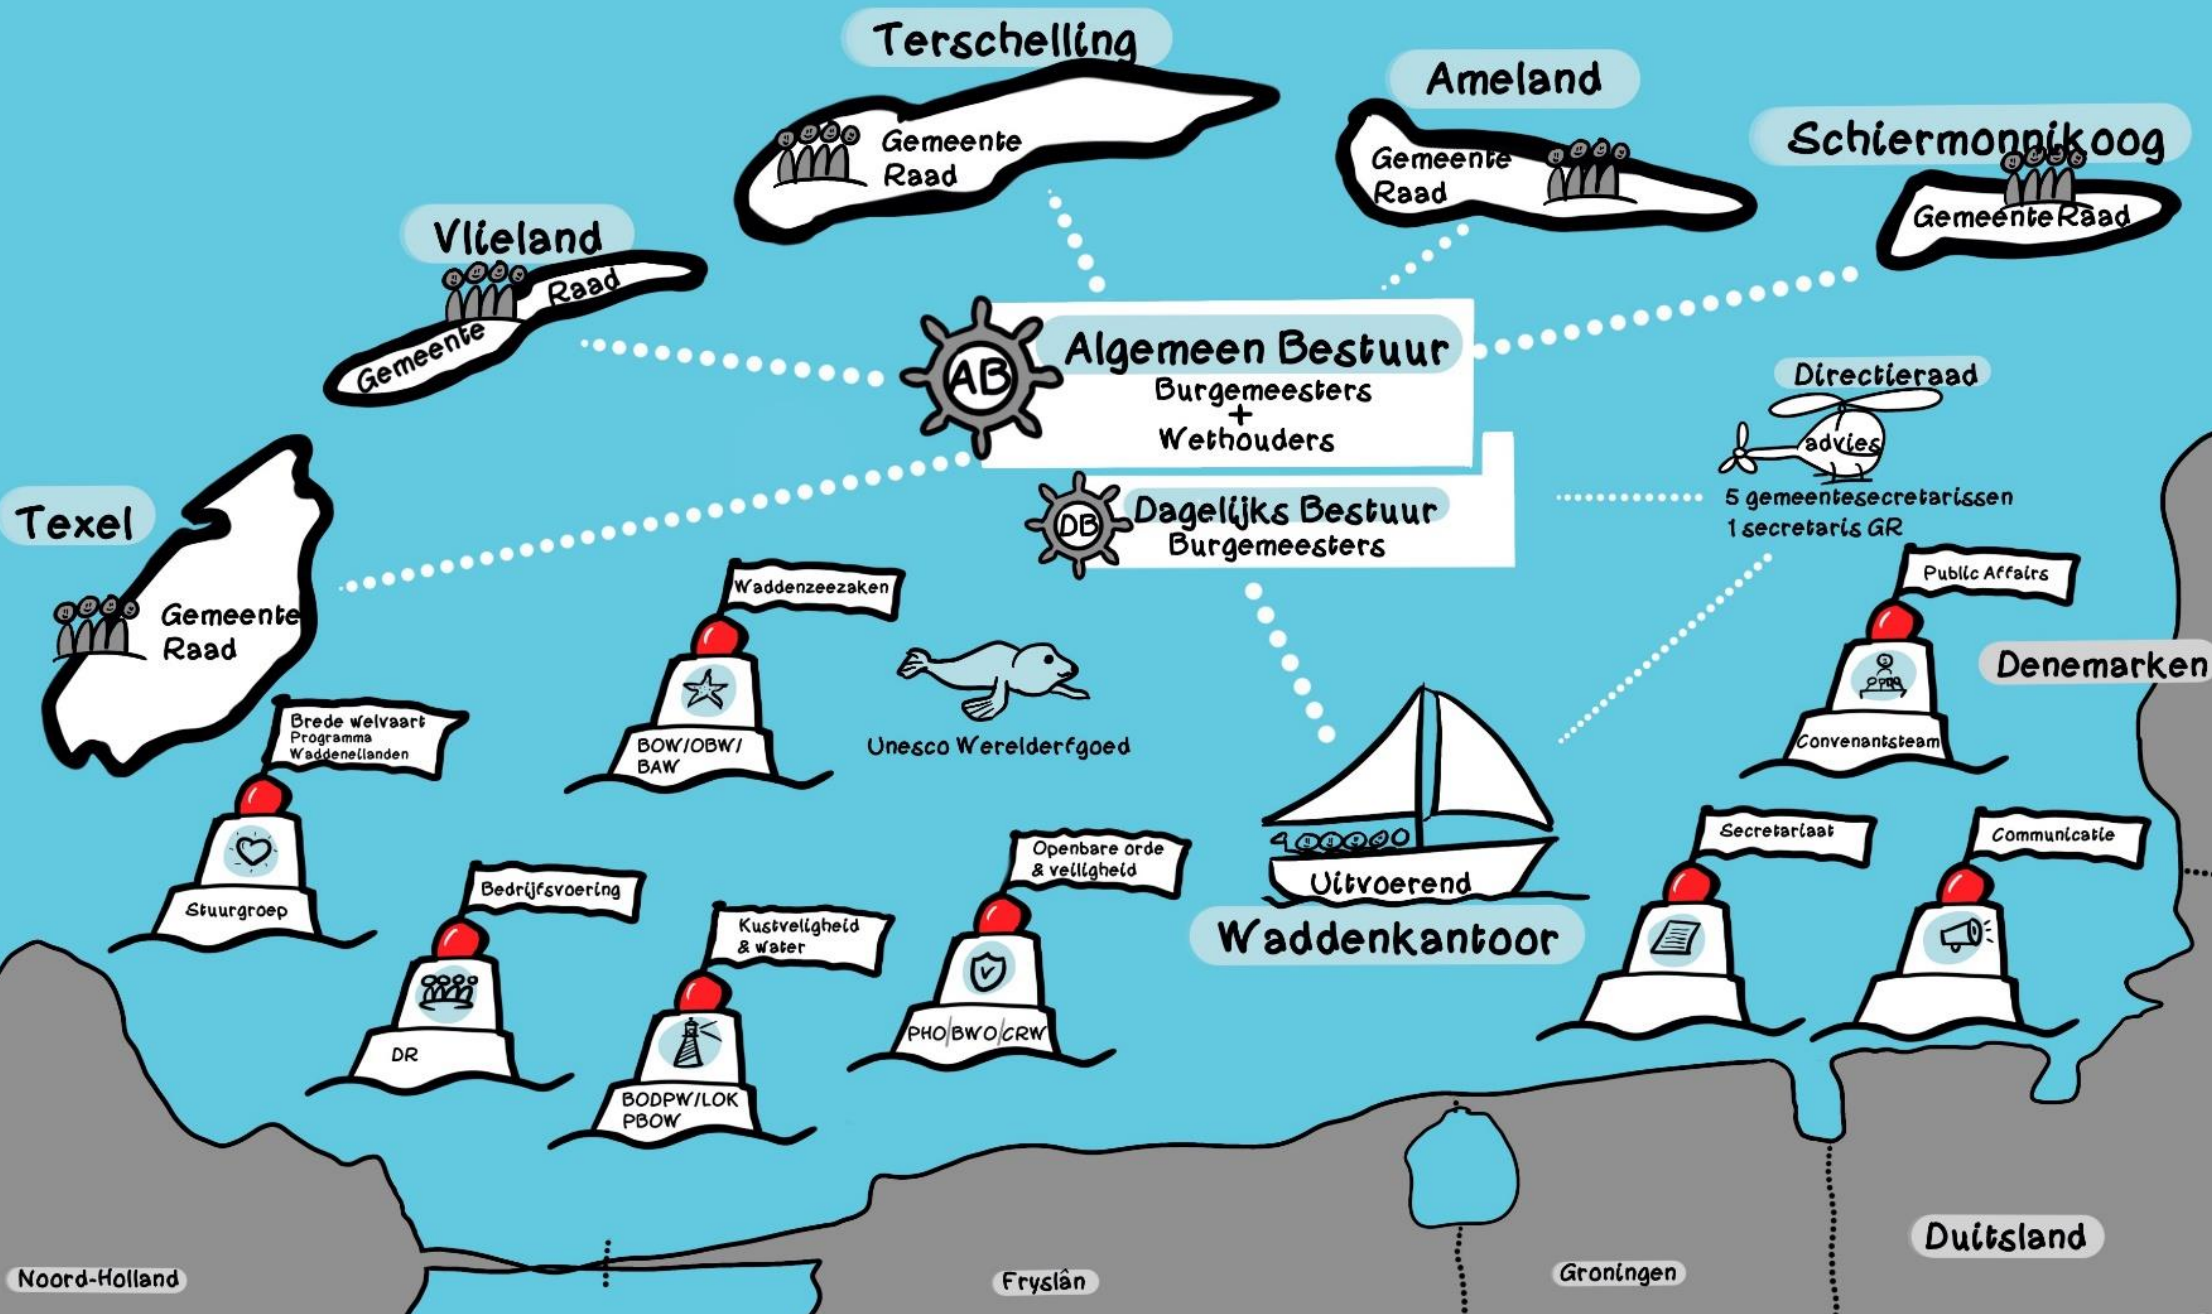 Terschelling
Gemeente
Raad
Ameland
Gemeente
Raad
Schiermonnikoog
Gemeente Raad
Vlieland
Gemeente Raad
Texel
Gemeente
Raad
AB
Algemeen Bestuur
Burgemeesters
+
Wethouders
DB
Dagelijks Bestuur
Burgemeesters
Directieraad
advies
5 gemeentesecretarissen
1 secretaris GR
Waddenzeezaken
BOW/OBW/
BAW
Unesco Werelderfgoed
Public Affairs
Convenantsteam
Denemarken
Brede welvaart
Programma
Waddeneilanden
Stuurgroep
Bedrijfsvoering
DR
Kustveligheid
& water
BODPW/LOK
PBOW
Openbare orde
& veiligheid
PHO/BWO/CRW
Uitvoerend
Waddenkantoor
Secretariaat
Communicatie
Noord-Holland
Fryslân
Groningen
Duitsland